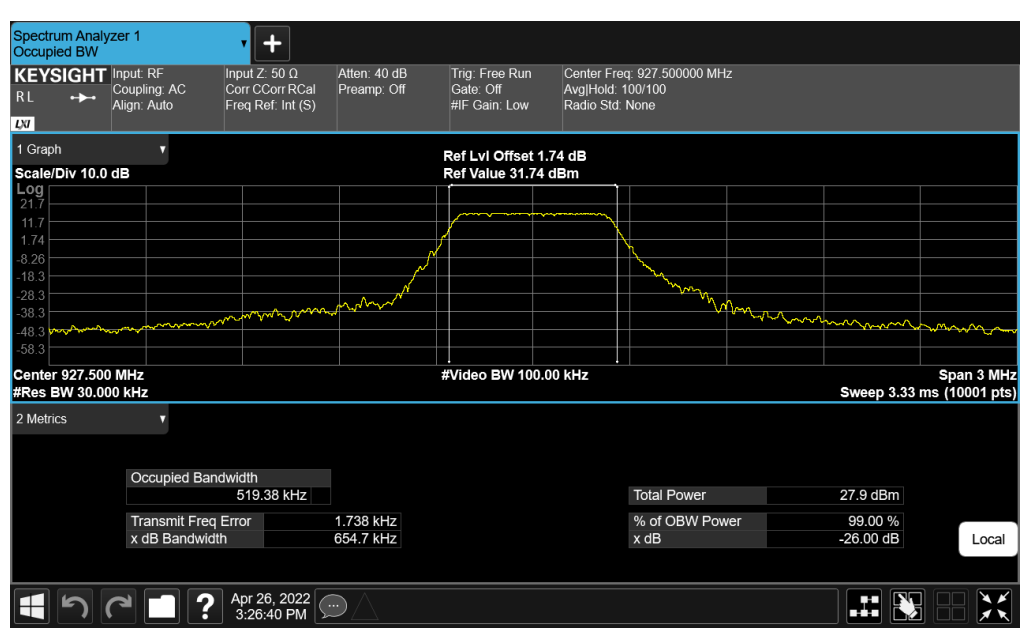 Spectrum Analyzer 1
Occupied BW
KEYSIGHT
R L
LXI
Input: RF
Coupling: AC
Align: Auto
Input Z: 50 Ω
Corr CCorr RCal
Freq Ref: Int (S)
Atten: 40 dB
Preamp: Off
Trig: Free Run
Gate: Off
#IF Gain: Low
Center Freq: 927.500000 MHz
Avg|Hold: 100/100
Radio Std: None
1 Graph
Scale/Div 10.0 dB
Ref Lvl Offset 1.74 dB
Ref Value 31.74 dBm
Log
21.7
11.7
1.74
-8.26
-18.3
-28.3
-38.3
-48.3
-58.3
Center 927.500 MHz
#Res BW 30.000 kHz
#Video BW 100.00 kHz
Span 3 MHz
Sweep 3.33 ms (10001 pts)
2 Metrics
Occupied Bandwidth
519.38 kHz
Transmit Freq Error 1.738 kHz
x dB Bandwidth 654.7 kHz
Total Power 27.9 dBm
% of OBW Power 99.00 %
x dB -26.00 dB
Local
?
Apr 26, 2022
3:26:40 PM